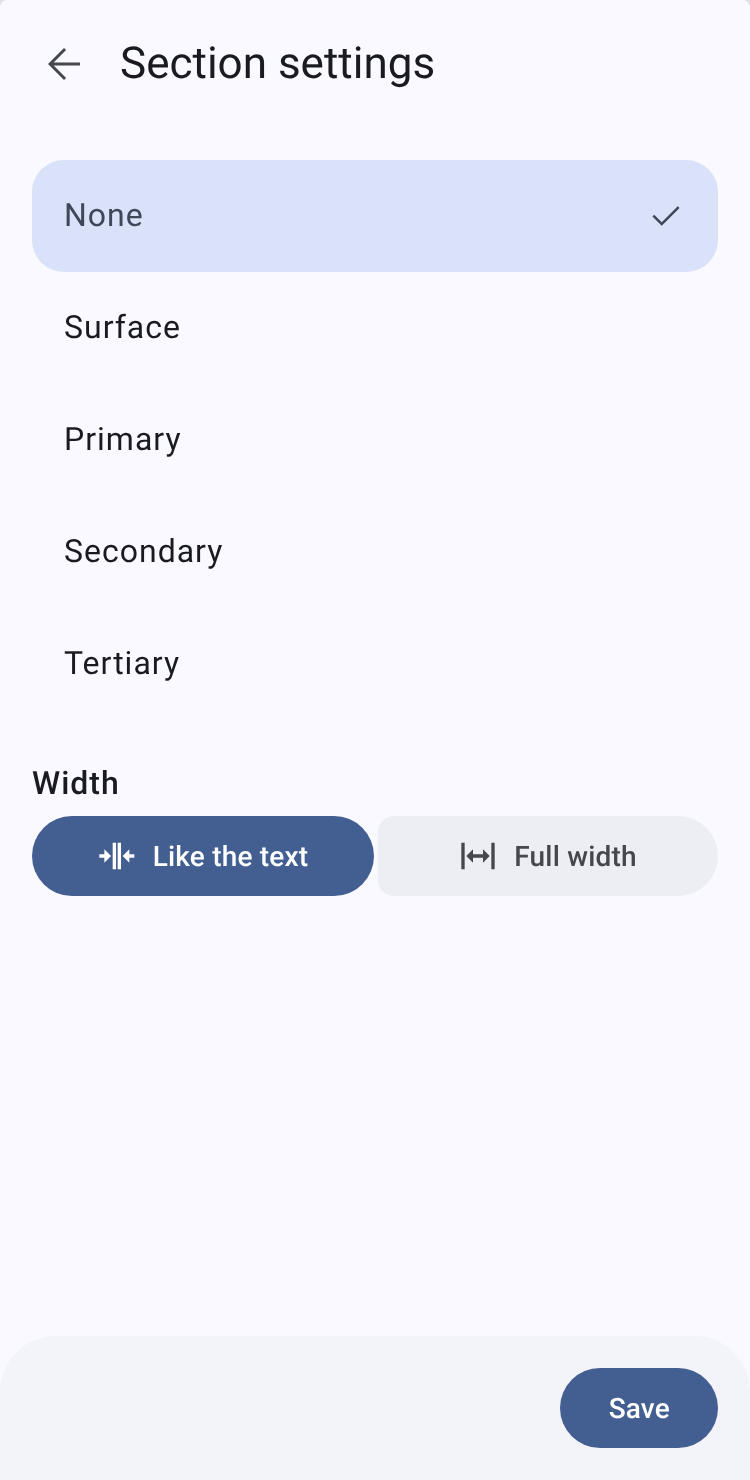 Section settings
None
Surface
Primary
Secondary
Tertiary
Width
Like the text
Full width
Save